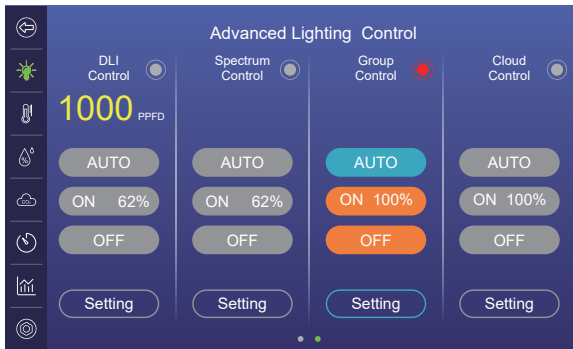 Advanced Lighting Control
DLI
Control
Spectrum
Control
Group
Control
Cloud
Control
1000 PPFD
AUTO
AUTO
AUTO
AUTO
ON 62%
ON 62%
ON 100%
ON 100%
OFF
OFF
OFF
OFF
Setting
Setting
Setting
Setting
%
CO₂